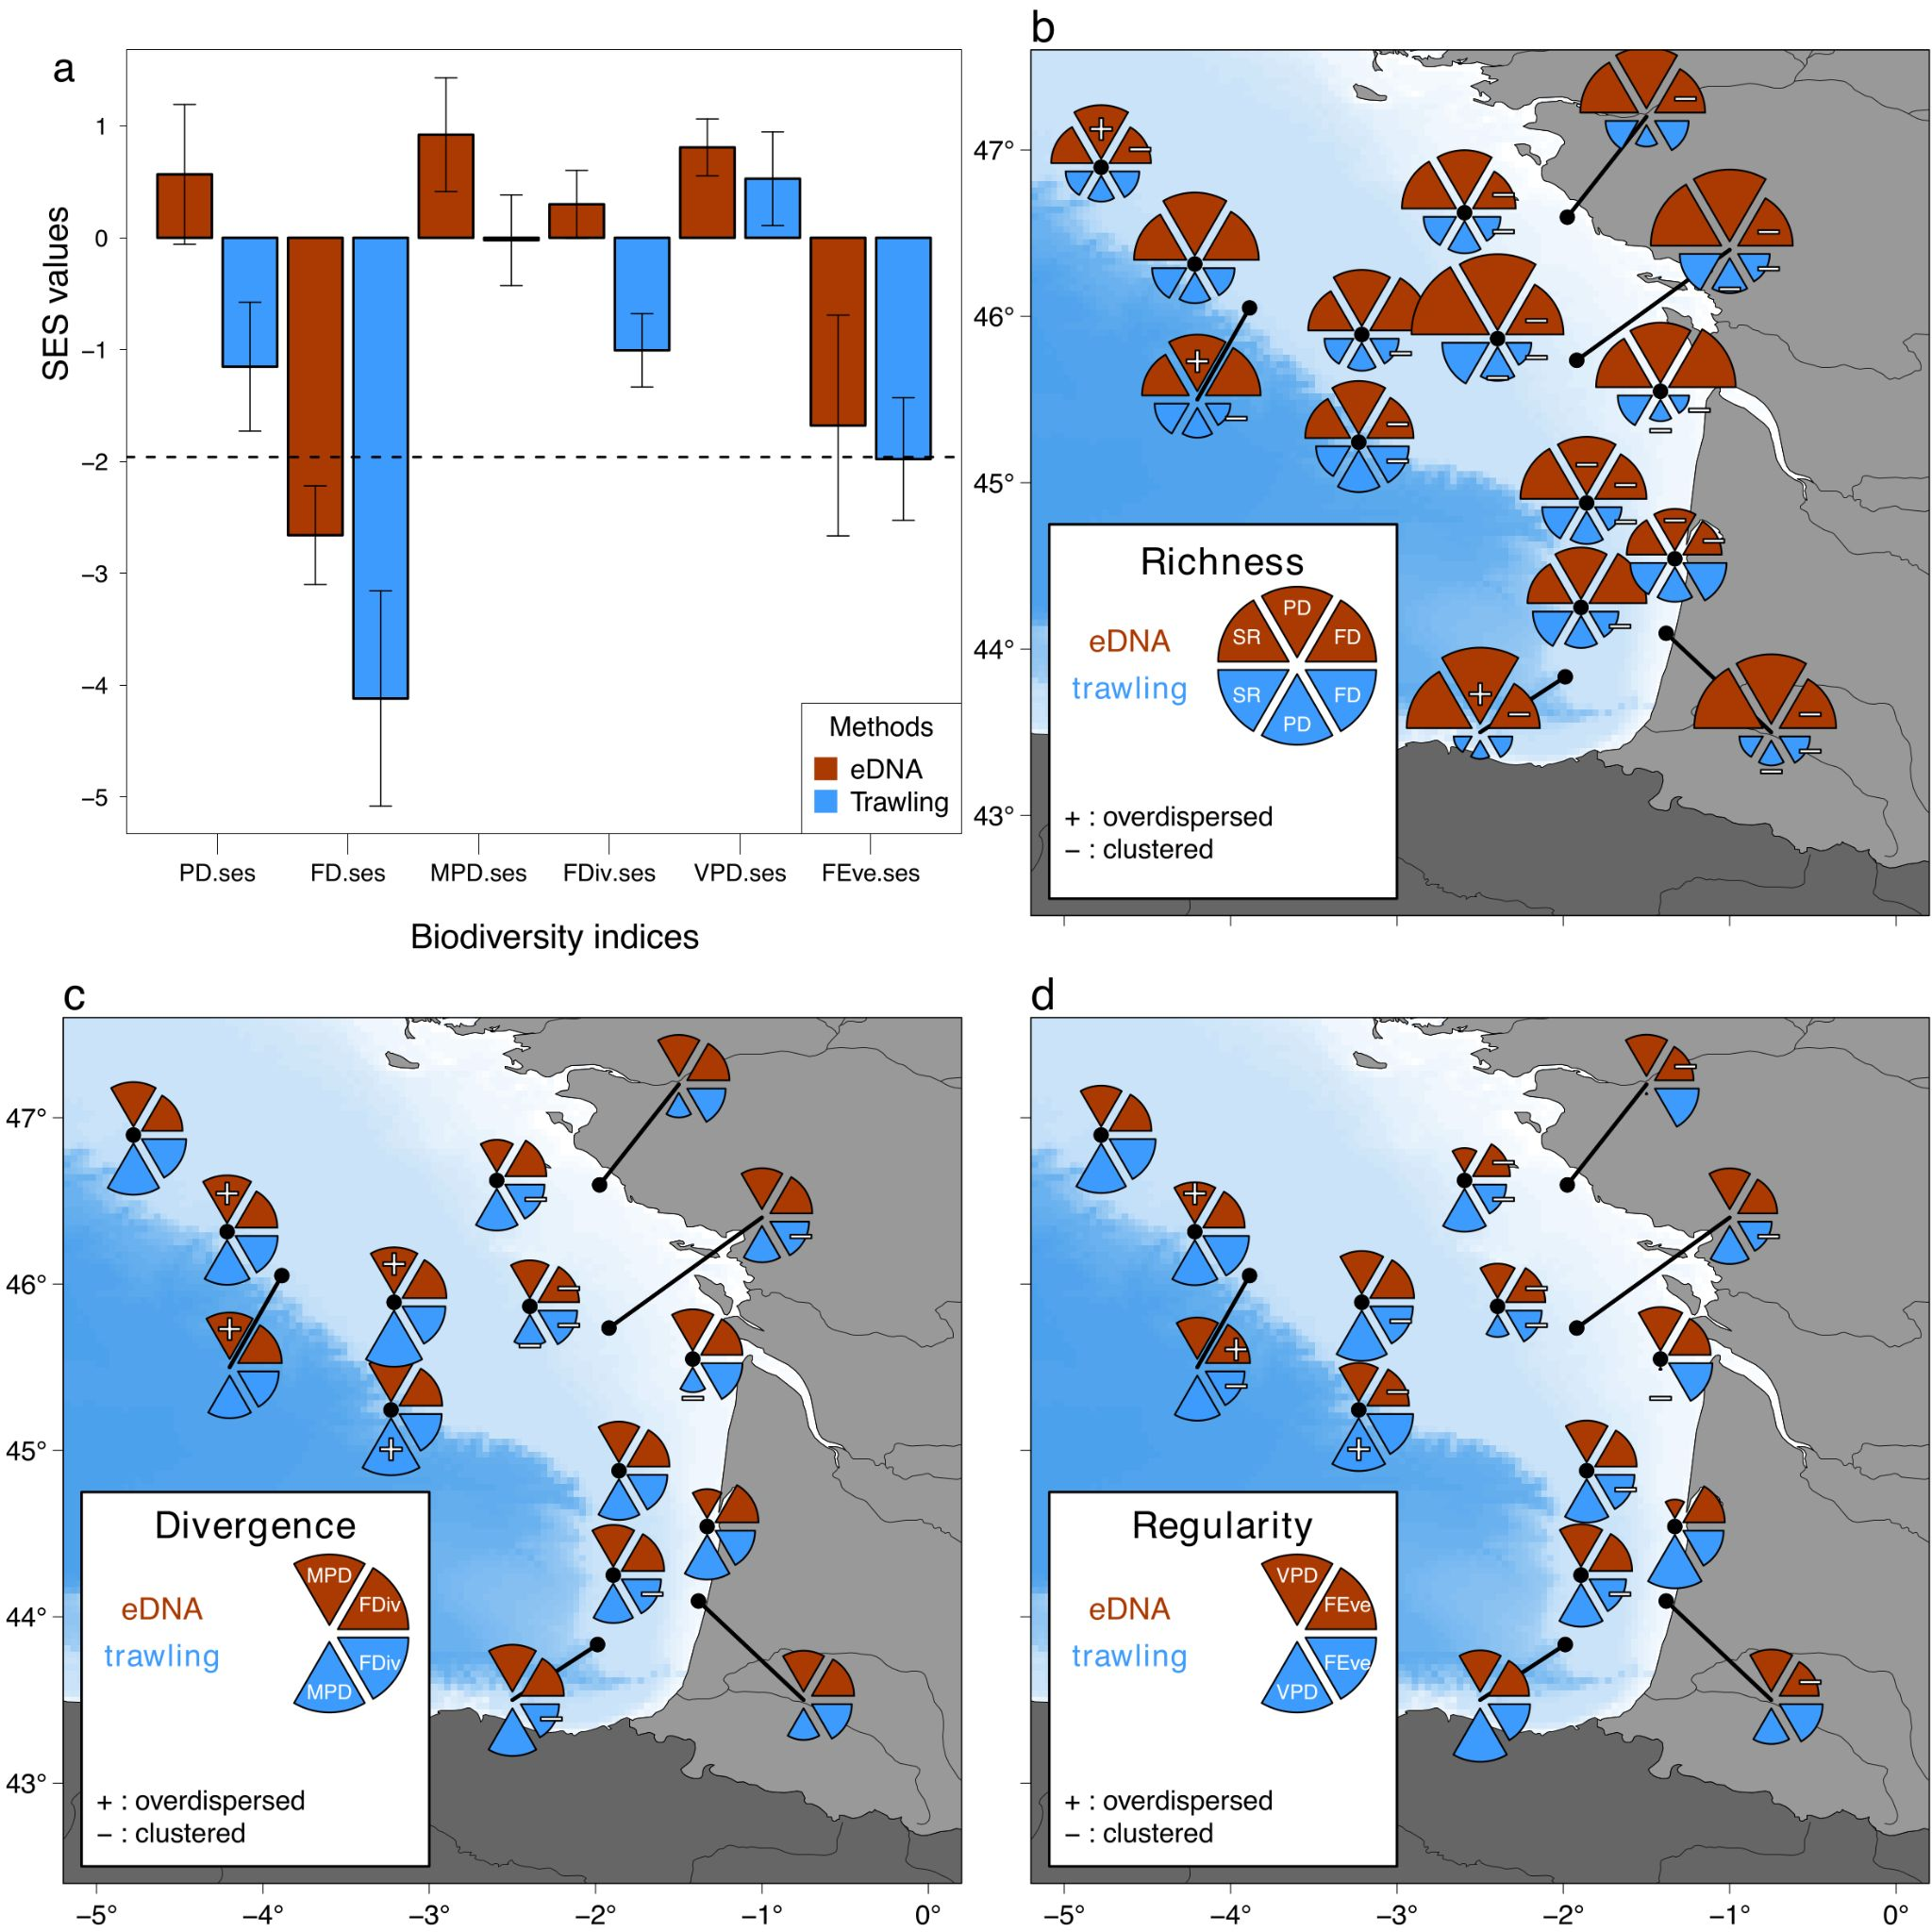 a
SES values
1
0
−1
−2
−3
−4
−5
Methods
eDNA
Trawling
PD.ses FD.ses MPD.ses FDiv.ses VPD.ses FEve.ses
Biodiversity indices
b
47°
46°
45°
44°
43°
Richness
eDNA
trawling
SR PD FD
SR PD FD
+ : overdispersed
− : clustered
c
47°
46°
45°
44°
43°
Divergence
eDNA
trawling
MPD
FDiv
FDiv
MPD
+ : overdispersed
− : clustered
−5° −4° −3° −2° −1° 0°
d
Regularity
eDNA
trawling
VPD
FEve
FEve
VPD
+ : overdispersed
− : clustered
−5° −4° −3° −2° −1° 0°